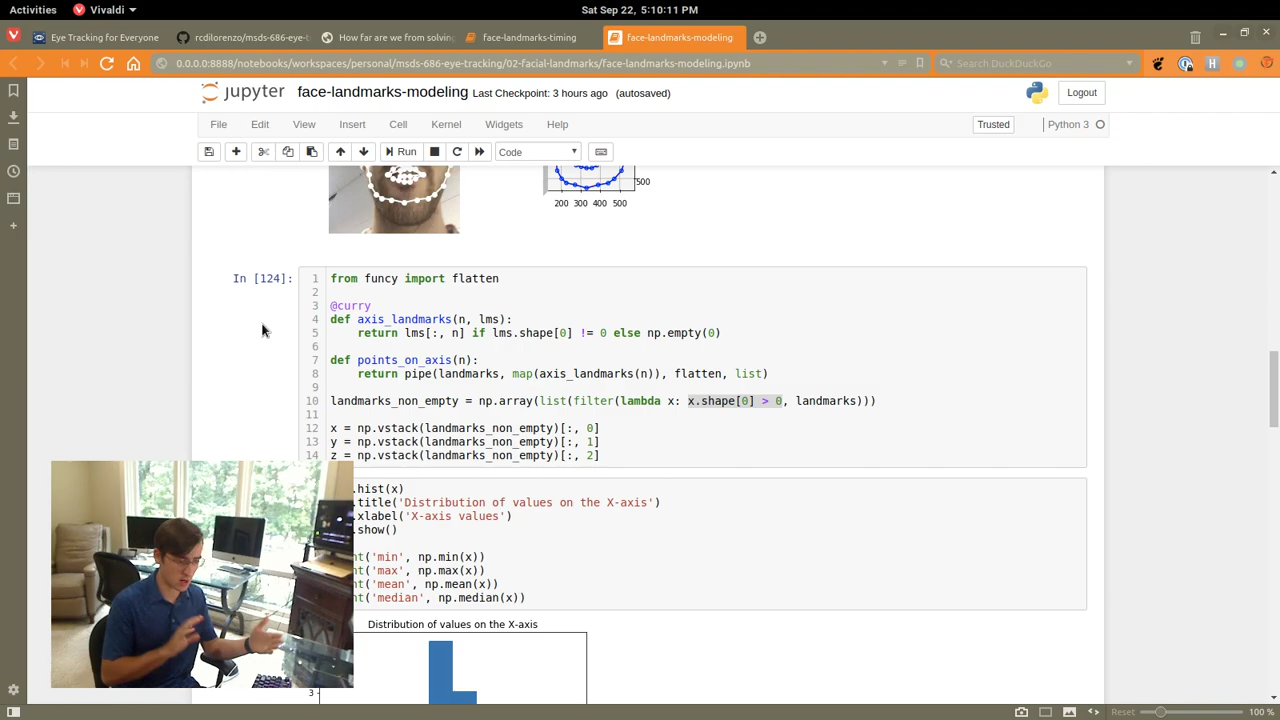 Activities Vivaldi Sat Sep 22, 5:10:11 PM
Eye Tracking for Everyone rcdilorenzo/msds-686-eye-t How far are we from solving face-landmarks-timing face-landmarks-modeling
0.0.0.0:8888/notebooks/workspaces/personal/msds-686-eye-tracking/02-facial-landmarks/face-landmarks-modeling.ipynb Search DuckDuckGo
jupyter face-landmarks-modeling Last Checkpoint: 3 hours ago (autosaved) Logout
File Edit View Insert Cell Kernel Widgets Help Trusted Python 3
Run Code
500
200 300 400 500
In [124]:
1 from funcy import flatten
2
3 @curry
4 def axis_landmarks(n, lms):
5 return lms[:, n] if lms.shape[0] != 0 else np.empty(0)
6
7 def points_on_axis(n):
8 return pipe(landmarks, map(axis_landmarks(n)), flatten, list)
9
10 landmarks_non_empty = np.array(list(filter(lambda x: x.shape[0] > 0, landmarks)))
11
12 x = np.vstack(landmarks_non_empty)[:, 0]
13 y = np.vstack(landmarks_non_empty)[:, 1]
14 z = np.vstack(landmarks_non_empty)[:, 2]
.hist(x)
.title('Distribution of values on the X-axis')
.xlabel('X-axis values')
.show()
nt('min', np.min(x))
nt('max', np.max(x))
nt('mean', np.mean(x))
nt('median', np.median(x))
Distribution of values on the X-axis
3
Reset 100 %